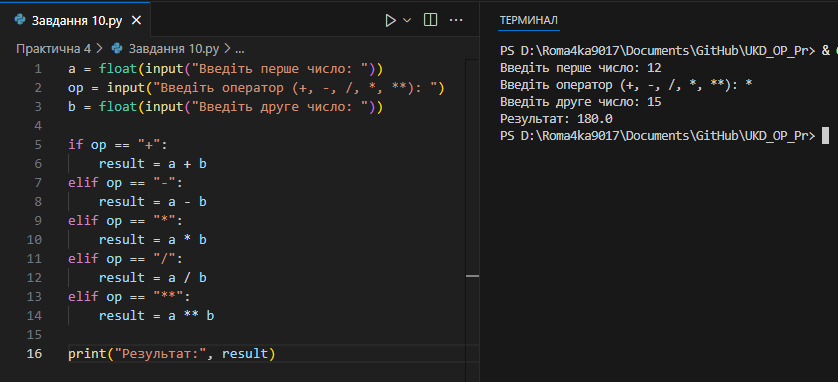 Завдання 10.py
Практична 4 > Завдання 10.py > ...
1 a = float(input("Введіть перше число: "))
2 op = input("Введіть оператор (+, -, /, *, **): ")
3 b = float(input("Введіть друге число: "))
4
5 if op == "+":
6     result = a + b
7 elif op == "-":
8     result = a - b
9 elif op == "*":
10     result = a * b
11 elif op == "/":
12     result = a / b
13 elif op == "**":
14     result = a ** b
15
16 print("Результат:", result)
ТЕРМИНАЛ
PS D:\Roma4ka9017\Documents\GitHub\UKD_OP_Pr> &
Введіть перше число: 12
Введіть оператор (+, -, /, *, **): *
Введіть друге число: 15
Результат: 180.0
PS D:\Roma4ka9017\Documents\GitHub\UKD_OP_Pr>